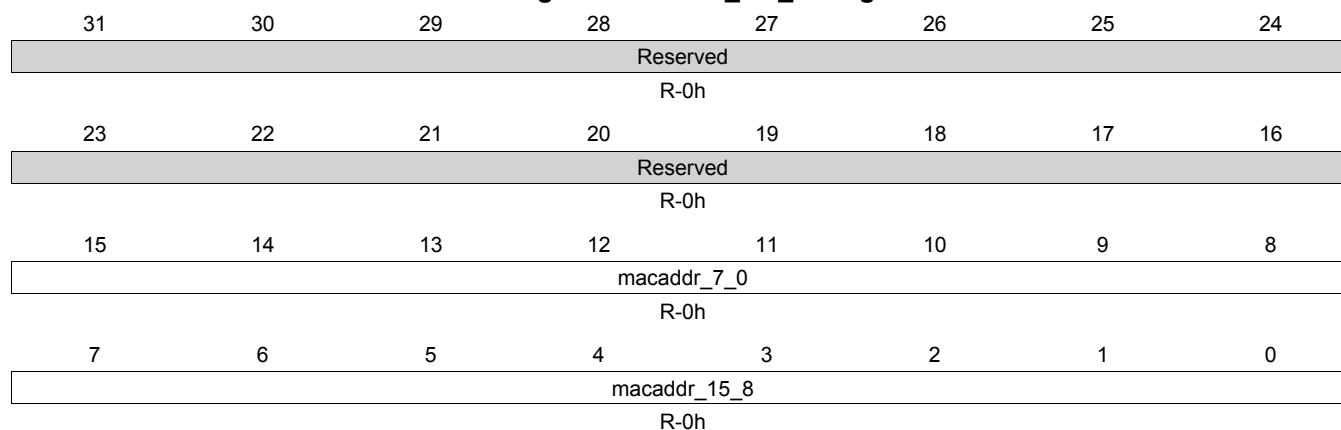 31 30 29 28 27 26 25 24
Reserved
R-0h
23 22 21 20 19 18 17 16
Reserved
R-0h
15 14 13 12 11 10 9 8
macaddr_7_0
R-0h
7 6 5 4 3 2 1 0
macaddr_15_8
R-0h